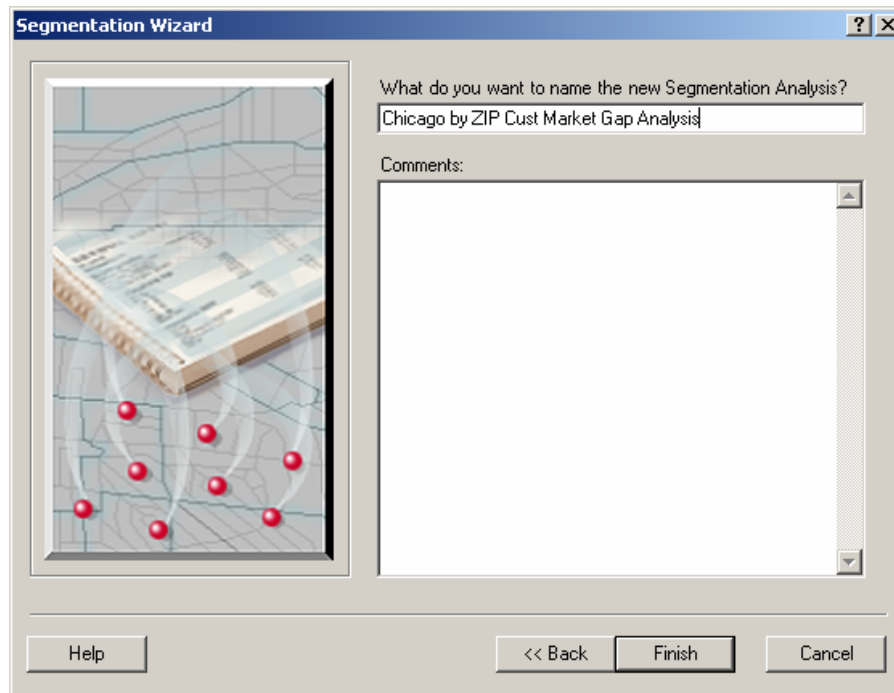 Segmentation Wizard
What do you want to name the new Segmentation Analysis?
Chicago by ZIP Cust Market Gap Analysis
Comments:
Help
<< Back
Finish
Cancel